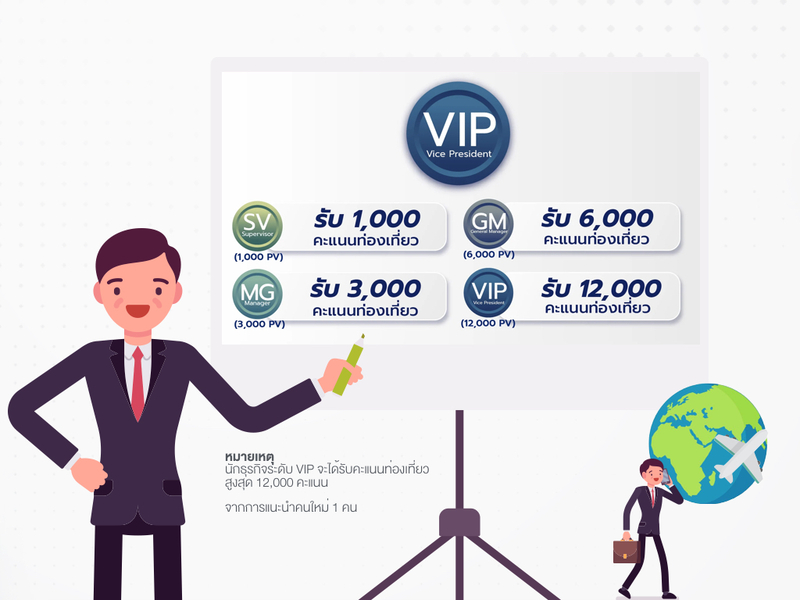 VIP
Vice President
SV
Supervisor
(1,000 PV)
รับ 1,000
คะแนนท่องเที่ยว
GM
General Manager
(6,000 PV)
รับ 6,000
คะแนนท่องเที่ยว
MG
Manager
(3,000 PV)
รับ 3,000
คะแนนท่องเที่ยว
VIP
Vice President
(12,000 PV)
รับ 12,000
คะแนนท่องเที่ยว
หมายเหตุ
นักธุรกิจระดับ VIP จะได้รับคะแนนท่องเที่ยว
สูงสุด 12,000 คะแนน
จากการแนะนำคนใหม่ 1 คน